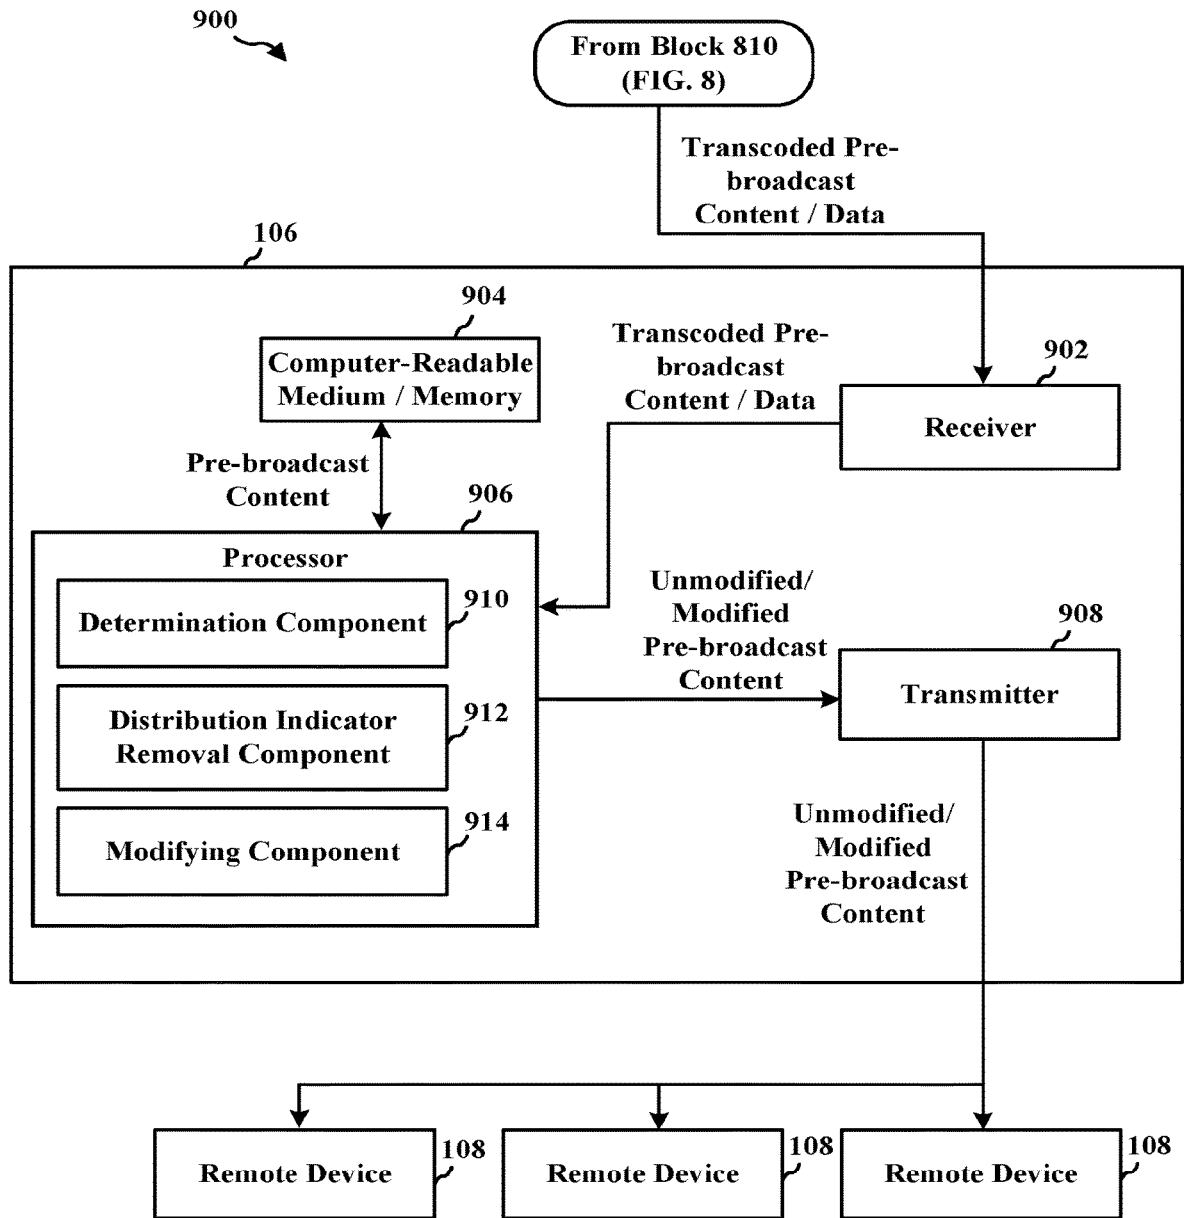 900
From Block 810
(FIG. 8)
Transcoded Pre-
broadcast
Content / Data
106
904
Computer-Readable
Medium / Memory
Transcoded Pre-
broadcast
Content / Data
902
Receiver
Pre-broadcast
Content
906
Processor
Determination Component
910
Distribution Indicator
Removal Component
912
Modifying Component
914
Unmodified/
Modified
Pre-broadcast
Content
908
Transmitter
Unmodified/
Modified
Pre-broadcast
Content
Remote Device
108
Remote Device
108
Remote Device
108